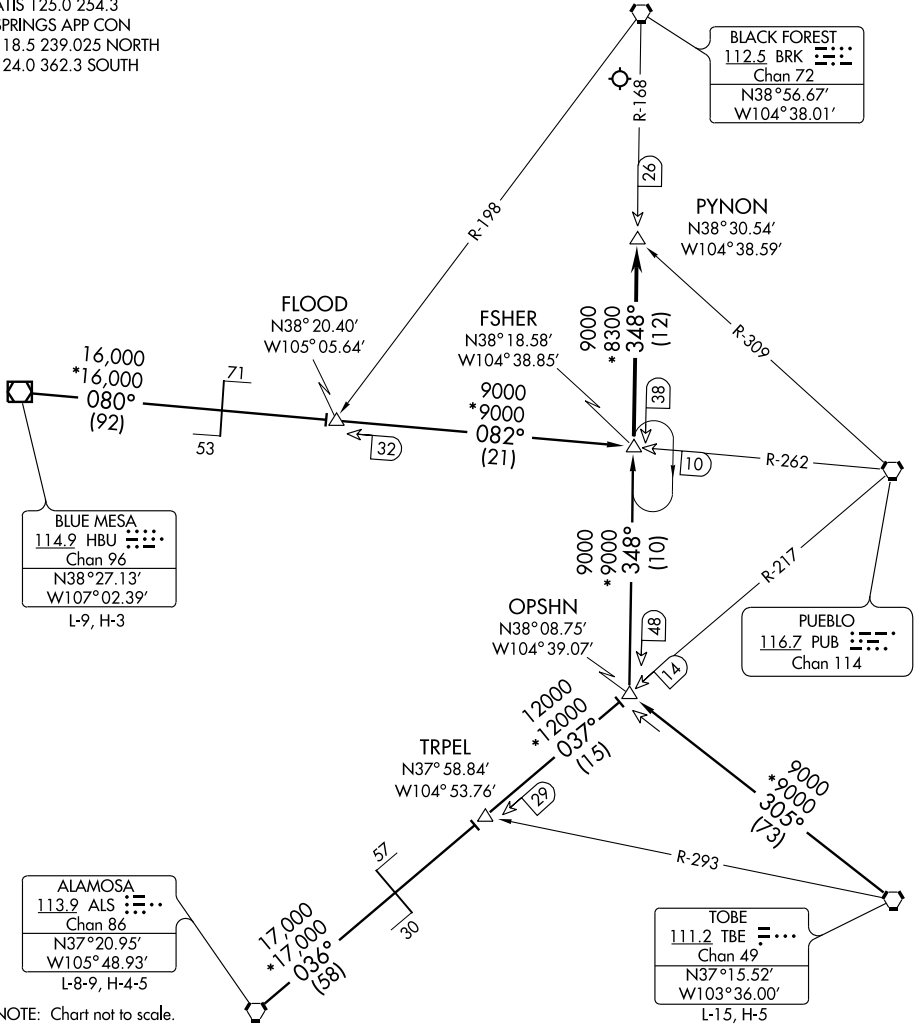 ATIS 125.0 254.3
SPRINGS APP CON
18.5 239.025 NORTH
24.0 362.3 SOUTH
BLACK FOREST
112.5 BRK
Chan 72
N38°56.67'
W104°38.01'
R-168
26
R-198
PYNON
N38°30.54'
W104°38.59'
FLOOD
N38°20.40'
W105°05.64'
FSHER
N38°18.58'
W104°38.85'
9000
*8300
348°
(12)
R-309
16,000
*16,000
080°
(92)
71
53
9000
*9000
082°
(21)
32
38
10
R-262
BLUE MESA
114.9 HBU
Chan 96
N38°27.13'
W107°02.39'
L-9, H-3
9000
*9000
348°
(10)
R-217
OPSHN
N38°08.75'
W104°39.07'
48
14
PUEBLO
116.7 PUB
Chan 114
12000
*12000
037°
(15)
TRPEL
N37°58.84'
W104°53.76'
29
9000
*9000
305°
(73)
R-293
57
30
ALAMOSA
113.9 ALS
Chan 86
N37°20.95'
W105°48.93'
L-8-9, H-4-5
17,000
*17,000
036°
(58)
TOBE
111.2 TBE
Chan 49
N37°15.52'
W103°36.00'
L-15, H-5
NOTE: Chart not to scale.